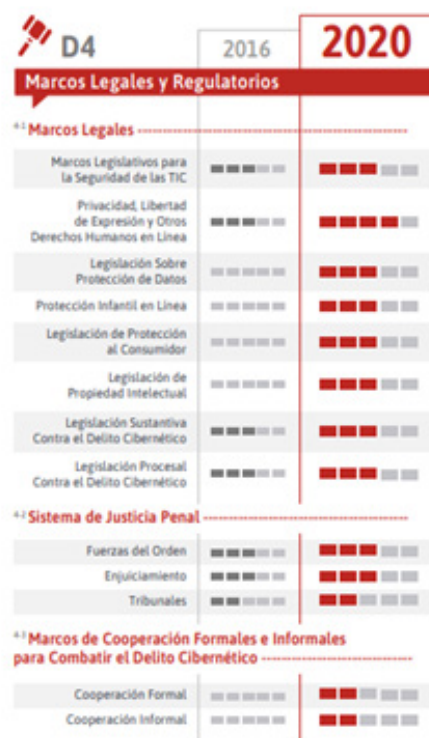 D4
2016
2020
Marcos Legales y Regulatorios
4-1 Marcos Legales
Marcos Legislativos para
la Seguridad de las TIC
Privacidad, Libertad
de Expresión y Otros
Derechos Humanos en Línea
Legislación Sobre
Protección de Datos
Protección Infantil en Línea
Legislación de Protección
al Consumidor
Legislación de
Propiedad Intelectual
Legislación Sustantiva
Contra el Delito Cibernético
Legislación Procesal
Contra el Delito Cibernético
4-2 Sistema de Justicia Penal
Fuerzas del Orden
Enjuiciamiento
Tribunales
4-3 Marcos de Cooperación Formales e Informales
para Combatir el Delito Cibernético
Cooperación Formal
Cooperación Informal